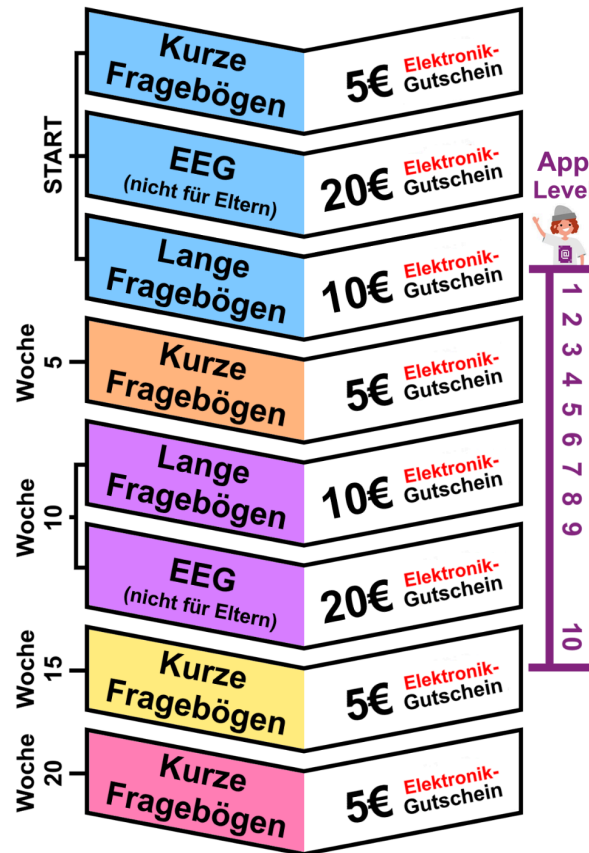 Kurze
Fragebögen
5€ Elektronik-
Gutschein
START
EEG
(nicht für Eltern)
20€ Elektronik-
Gutschein
App
Leve
@
Lange
Fragebögen
10€ Elektronik-
Gutschein
1
2
3
4
5
6
7
8
9
10
Woche
5
Kurze
Fragebögen
5€ Elektronik-
Gutschein
Woche
10
Lange
Fragebögen
10€ Elektronik-
Gutschein
EEG
(nicht für Eltern)
20€ Elektronik-
Gutschein
Woche
15
Kurze
Fragebögen
5€ Elektronik-
Gutschein
Woche
20
Kurze
Fragebögen
5€ Elektronik-
Gutschein